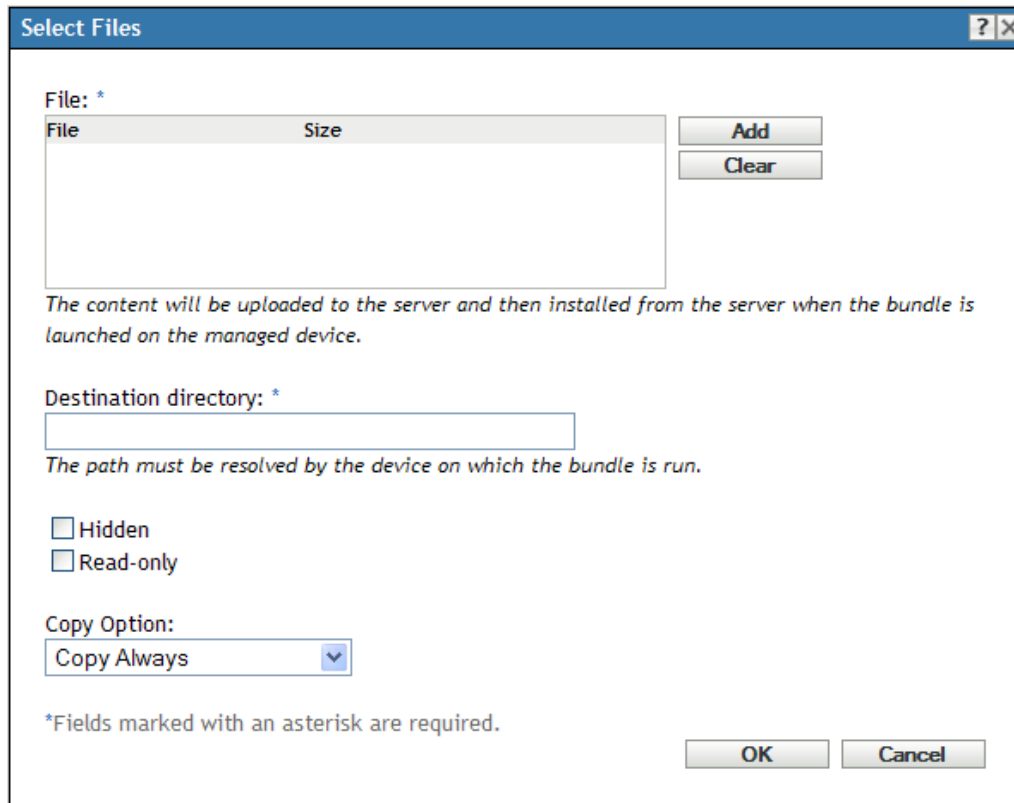 Select Files
?
File: *
File Size
Add
Clear
The content will be uploaded to the server and then installed from the server when the bundle is
launched on the managed device.
Destination directory: *
The path must be resolved by the device on which the bundle is run.
Hidden
Read-only
Copy Option:
Copy Always
*Fields marked with an asterisk are required.
OK Cancel